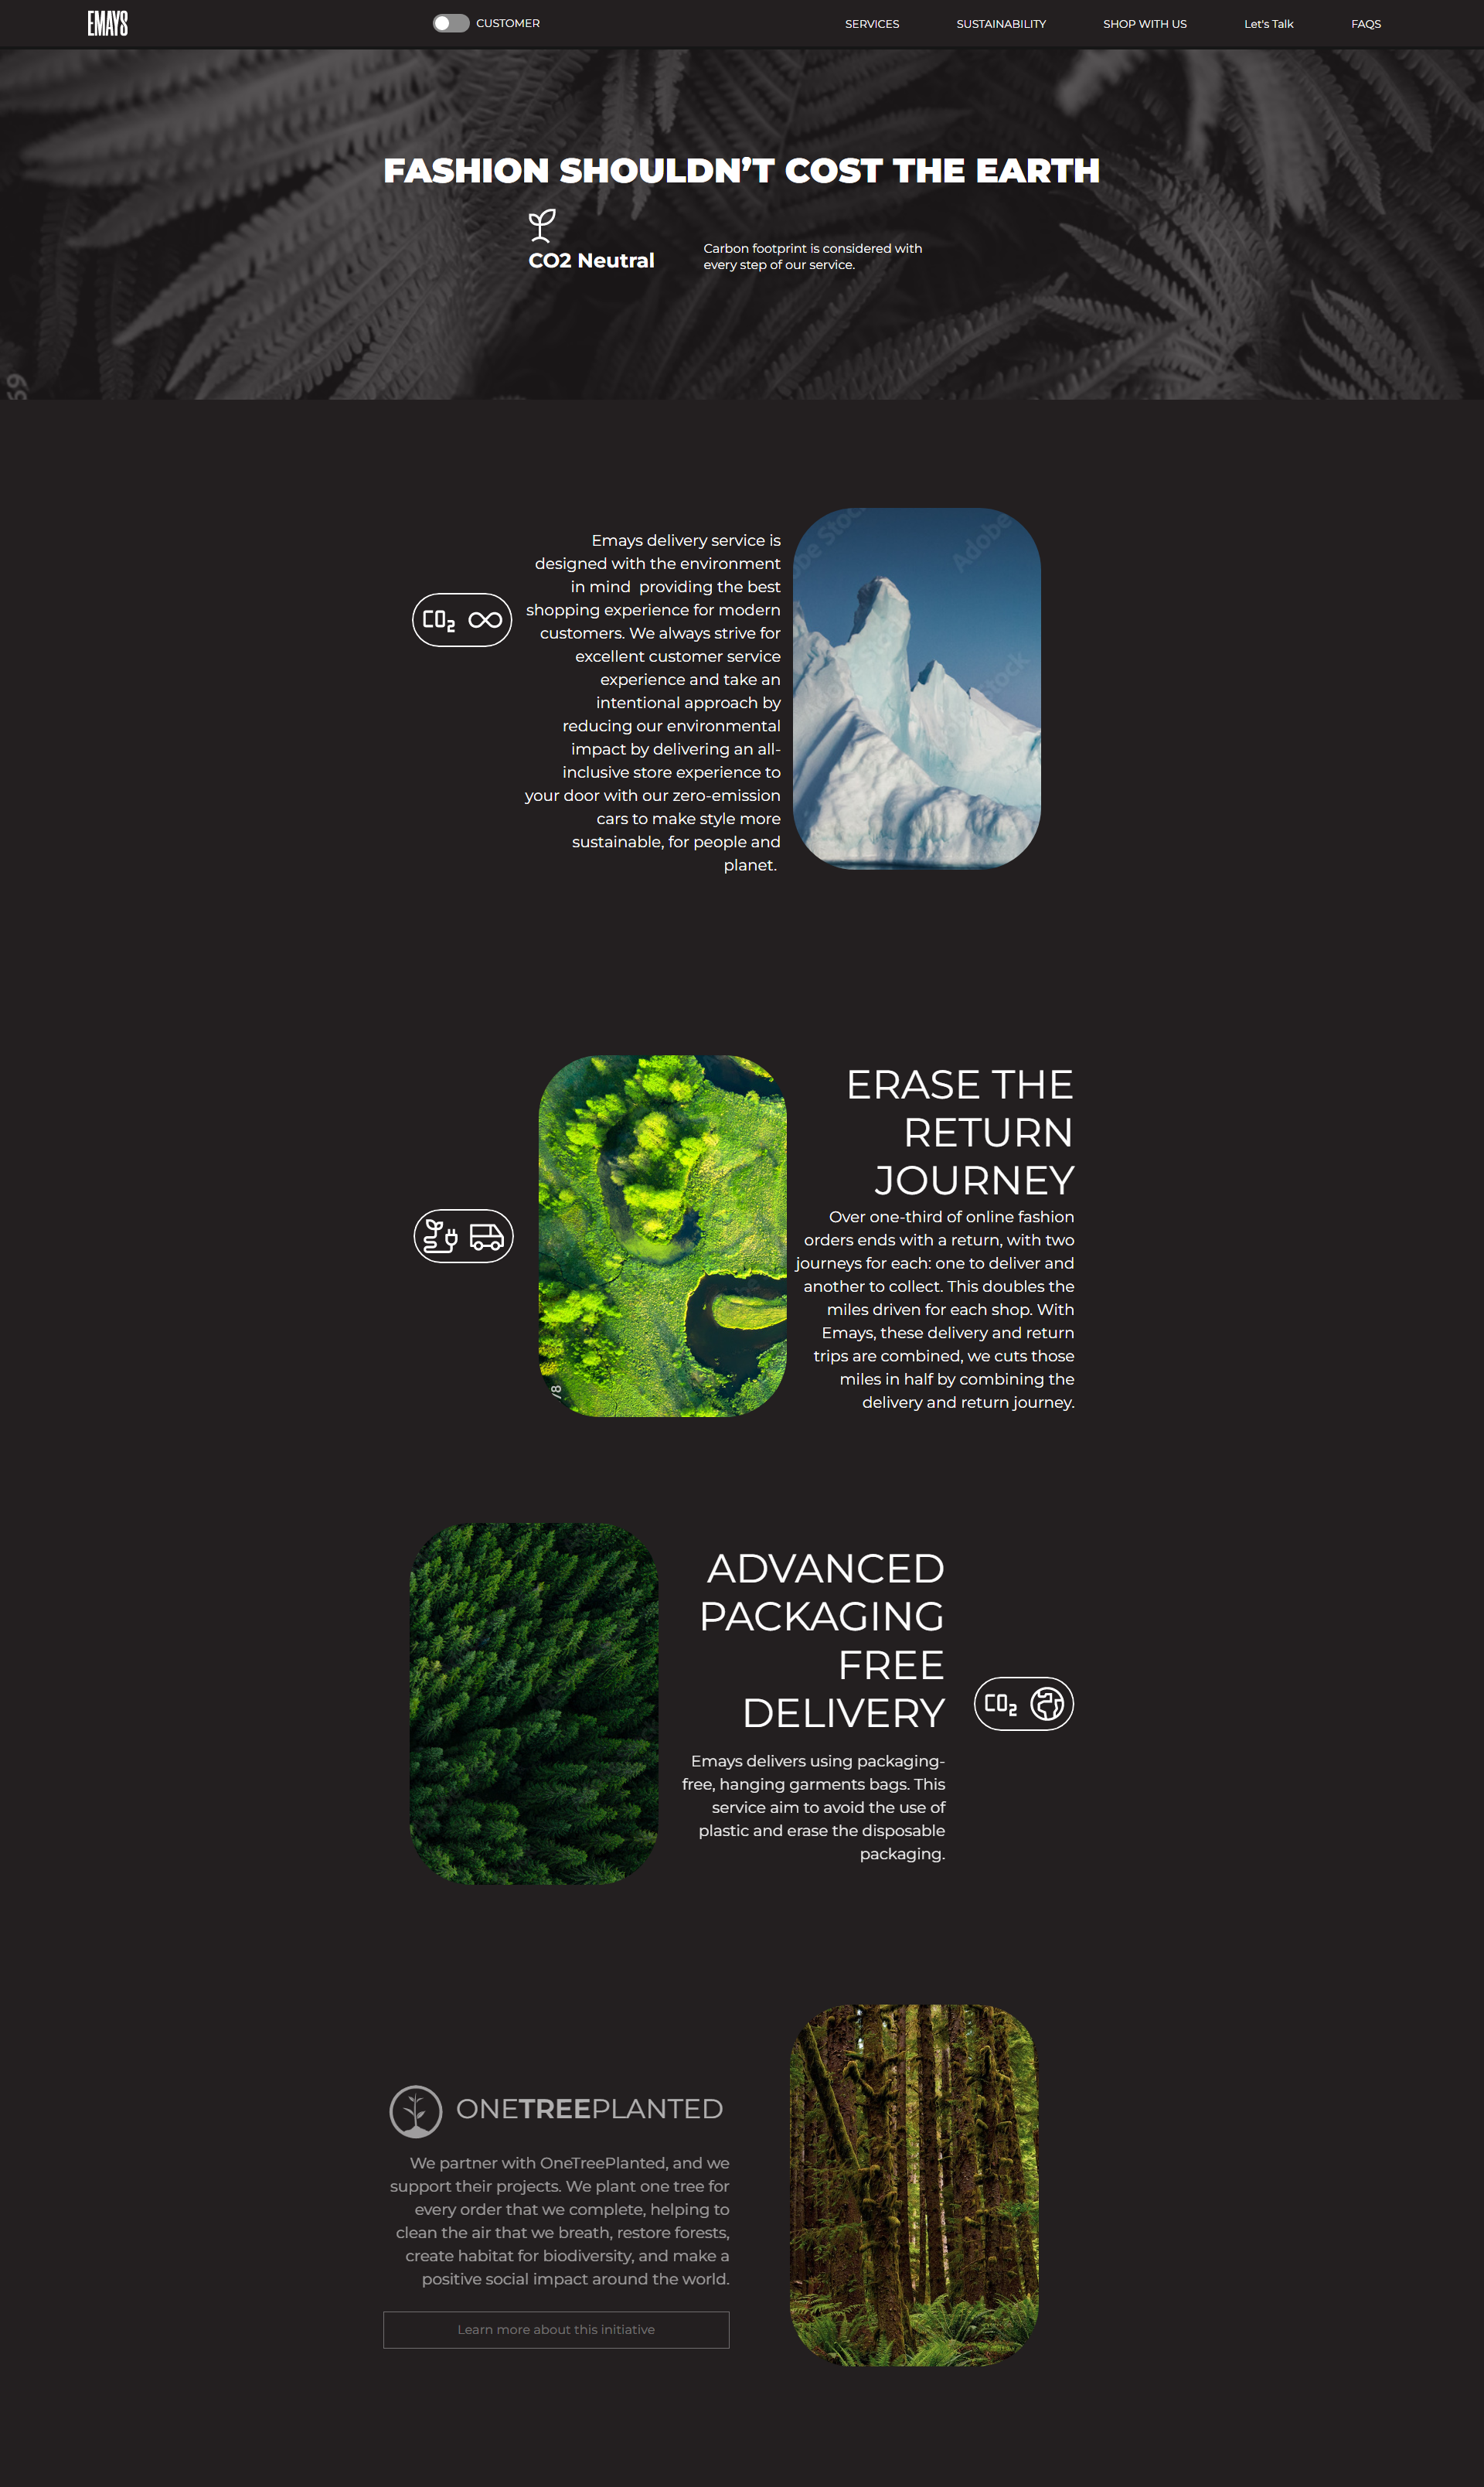 EMAYS
CUSTOMER
SERVICES
SUSTAINABILITY
SHOP WITH US
Let's Talk
FAQS
FASHION SHOULDN’T COST THE EARTH
CO2 Neutral
Carbon footprint is considered with
every step of our service.
Emays delivery service is
designed with the environment
in mind  providing the best
shopping experience for modern
customers. We always strive for
excellent customer service
experience and take an
intentional approach by
reducing our environmental
impact by delivering an all-
inclusive store experience to
your door with our zero-emission
cars to make style more
sustainable, for people and
planet.
CO2
Adobe Stock
Adobe
ERASE THE
RETURN
JOURNEY
Over one-third of online fashion
orders ends with a return, with two
journeys for each: one to deliver and
another to collect. This doubles the
miles driven for each shop. With
Emays, these delivery and return
trips are combined, we cuts those
miles in half by combining the
delivery and return journey.
ADVANCED
PACKAGING
FREE
DELIVERY
Emays delivers using packaging-
free, hanging garments bags. This
service aim to avoid the use of
plastic and erase the disposable
packaging.
CO2
ONETREEPLANTED
We partner with OneTreePlanted, and we
support their projects. We plant one tree for
every order that we complete, helping to
clean the air that we breath, restore forests,
create habitat for biodiversity, and make a
positive social impact around the world.
Learn more about this initiative